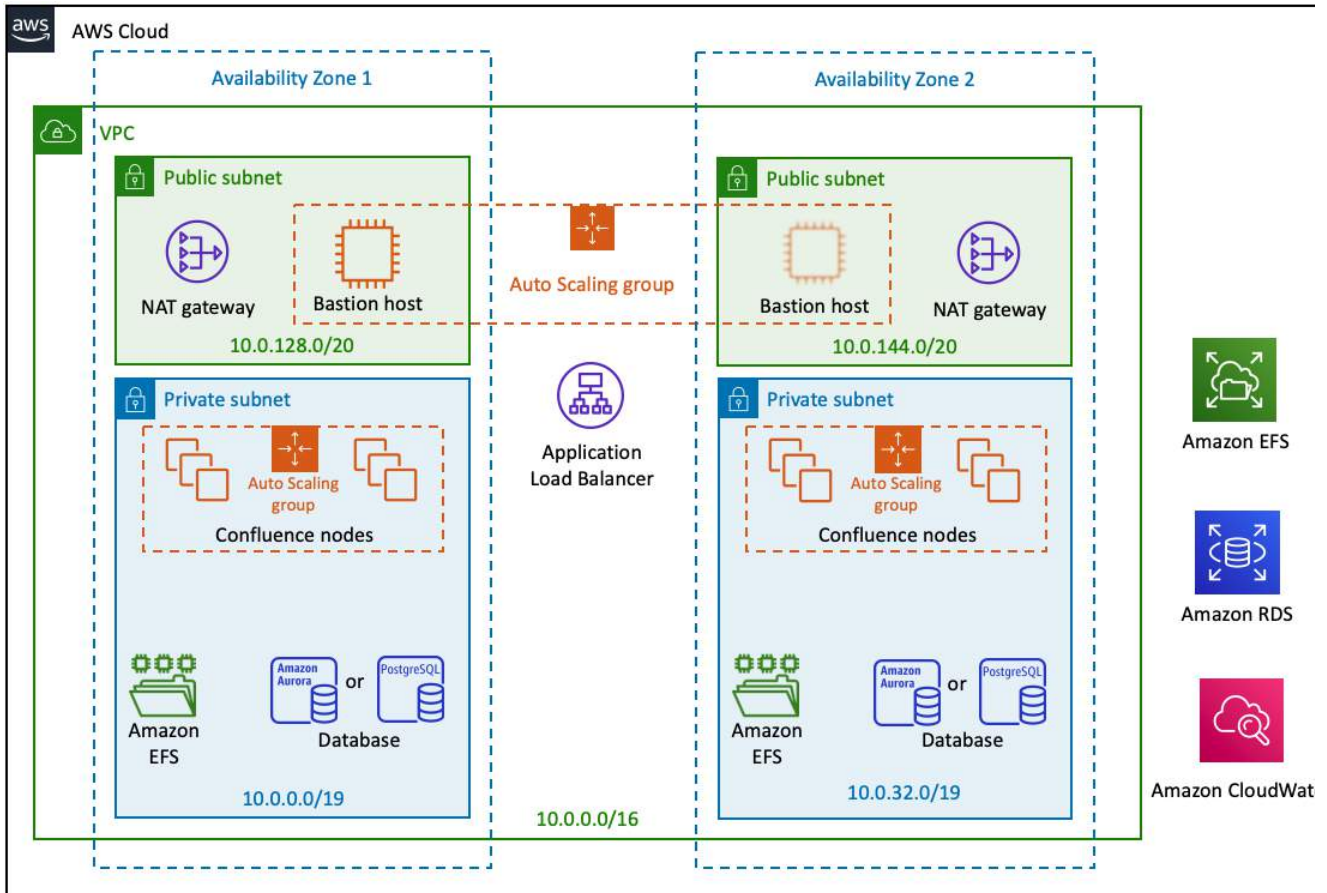 aws
AWS Cloud
Availability Zone 1
Availability Zone 2
VPC
Public subnet
Public subnet
NAT gateway
Bastion host
Auto Scaling group
Bastion host
NAT gateway
10.0.128.0/20
10.0.144.0/20
Private subnet
Private subnet
Auto Scaling
group
Confluence nodes
Application
Load Balancer
Auto Scaling
group
Confluence nodes
Amazon EFS
Amazon RDS
Amazon
EFS
Amazon
Aurora
or
PostgreSQL
Database
Amazon
EFS
Amazon
Aurora
or
PostgreSQL
Database
Amazon CloudWat
10.0.0.0/19
10.0.32.0/19
10.0.0.0/16